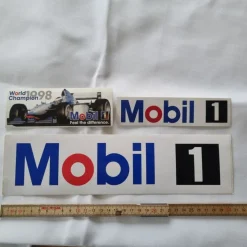 World
Champion 1998
Mobil
Feel the difference.
Mobil 1
Mobil 1